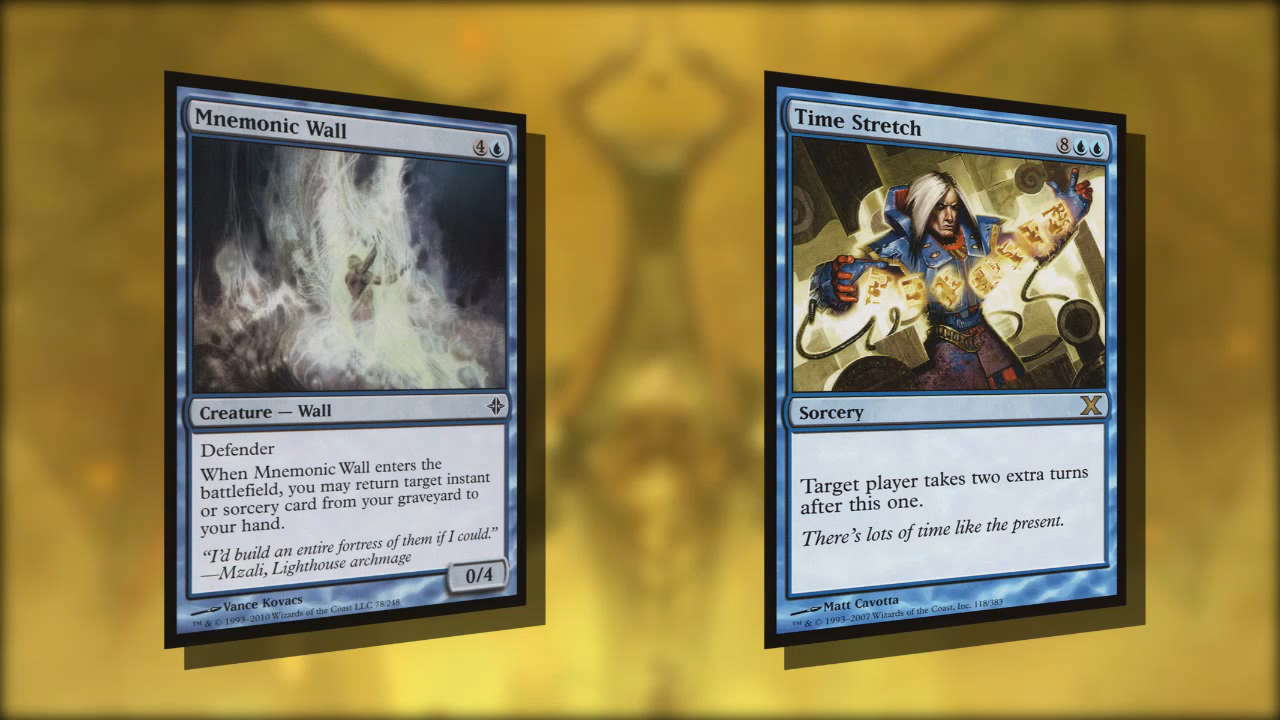 Mnemonic Wall
4
Creature — Wall
Defender
When Mnemonic Wall enters the
battlefield, you may return target instant
or sorcery card from your graveyard to
your hand.
“I’d build an entire fortress of them if I could.”
—Mzali, Lighthouse archmage
0/4
Vance Kovacs
™ & © 1993–2010 Wizards of the Coast LLC 78/248
Time Stretch
8
Sorcery
X
Target player takes two extra turns
after this one.
There’s lots of time like the present.
Matt Cavotta
™ & © 1993–2007 Wizards of the Coast, Inc. 118/383